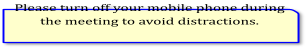 Please turn off your mobile phone during
the meeting to avoid distractions.